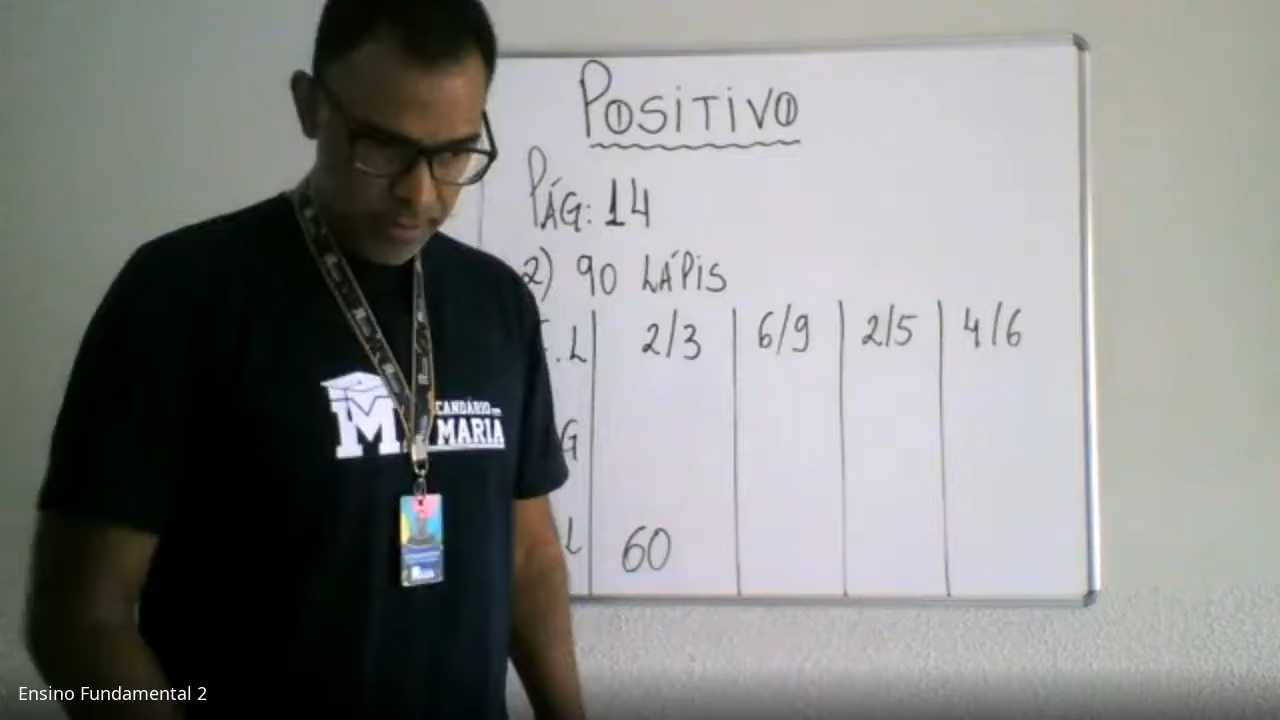 POSITIVO
PÁG: 14
2) 90 LÁPIS
.L 2/3 6/9 2/5 4/6
G
L 60
M CANDÁRIO
MARIA
Ensino Fundamental 2